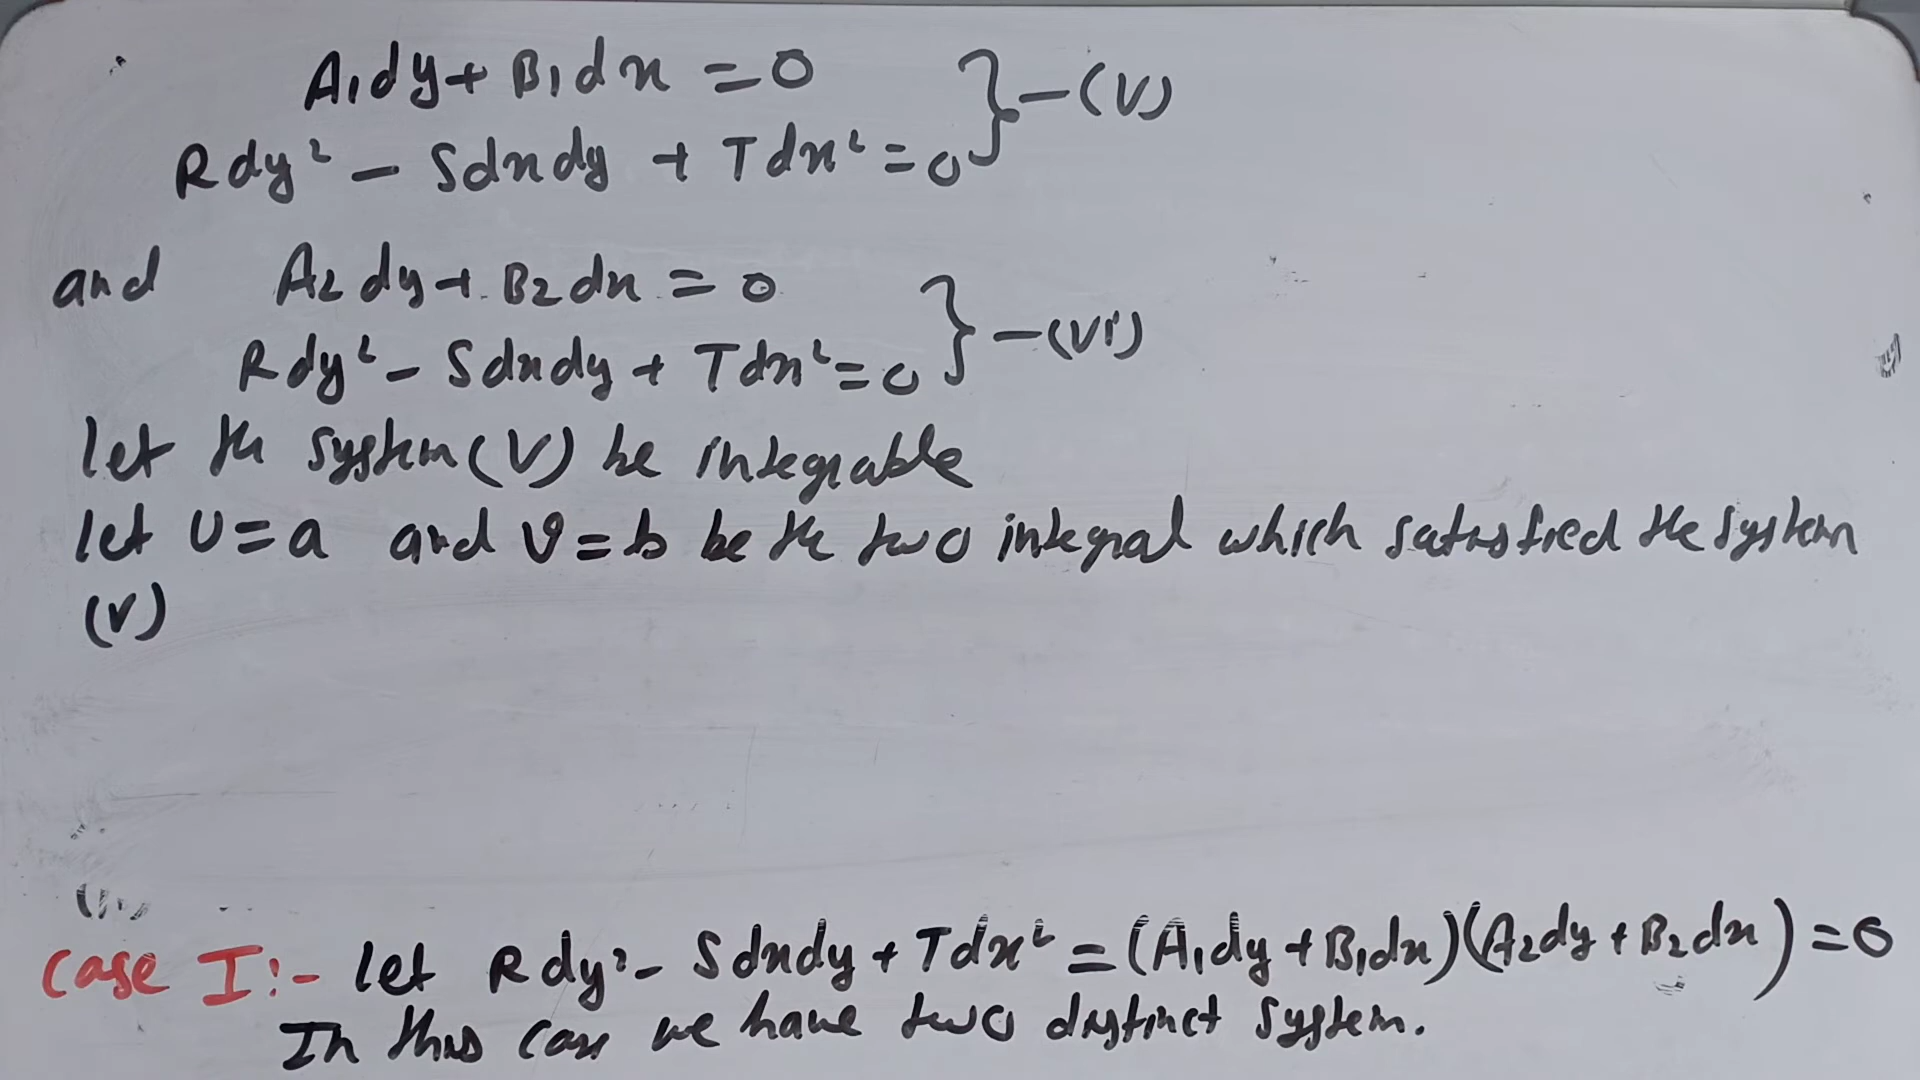 A₁dy + B₁dx = 0
Rdy² - Sdxdy + Tdx² = 0 } - (V)
and A₂dy + B₂dx = 0
Rdy² - Sdxdy + Tdx² = 0 } - (VI)
let the system (V) be integrable
let U = a and v = b be the two integral which satisfied the system
(V)
Case I:- let Rdy² - Sdxdy + Tdx² = (A₁dy + B₁dx)(A₂dy + B₂dx) = 0
In this case we have two distinct system.